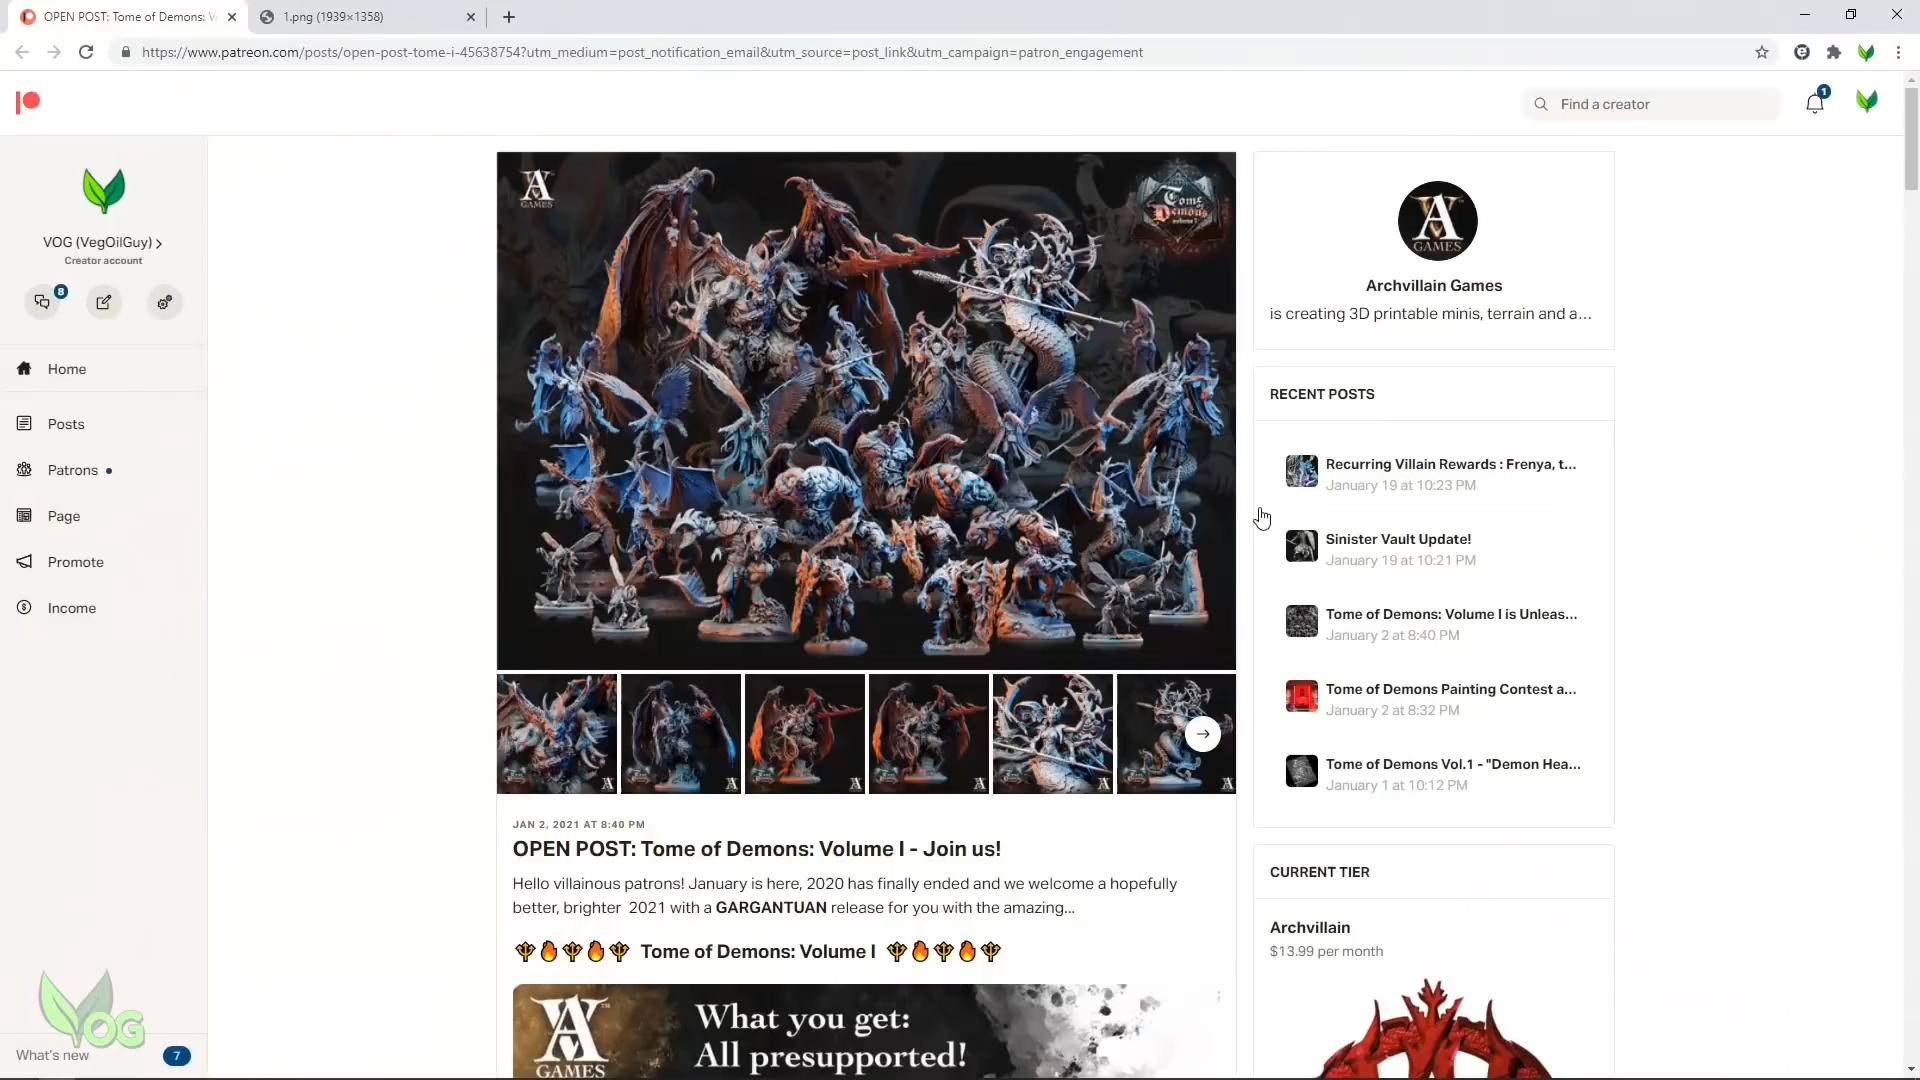 OPEN POST: Tome of Demons: V
1.png (1939×1358)
https://www.patreon.com/posts/open-post-tome-i-45638754?utm_medium=post_notification_email&utm_source=post_link&utm_campaign=patron_engagement
Find a creator
1
VOG (VegOilGuy)
Creator account
8
Home
Posts
Patrons
Page
Promote
Income
VOG
What's new
7
A
GAMES
Tome
of
Demons
JAN 2, 2021 AT 8:40 PM
OPEN POST: Tome of Demons: Volume I - Join us!
Hello villainous patrons! January is here, 2020 has finally ended and we welcome a hopefully
better, brighter 2021 with a GARGANTUAN release for you with the amazing...
Tome of Demons: Volume I
A
GAMES
™
What you get:
All presupported!
A
GAMES
Archvillain Games
is creating 3D printable minis, terrain and a...
RECENT POSTS
Recurring Villain Rewards : Frenya, t...
January 19 at 10:23 PM
Sinister Vault Update!
January 19 at 10:21 PM
Tome of Demons: Volume I is Unleas...
January 2 at 8:40 PM
Tome of Demons Painting Contest a...
January 2 at 8:32 PM
Tome of Demons Vol.1 - "Demon Hea...
January 1 at 10:12 PM
CURRENT TIER
Archvillain
$13.99 per month